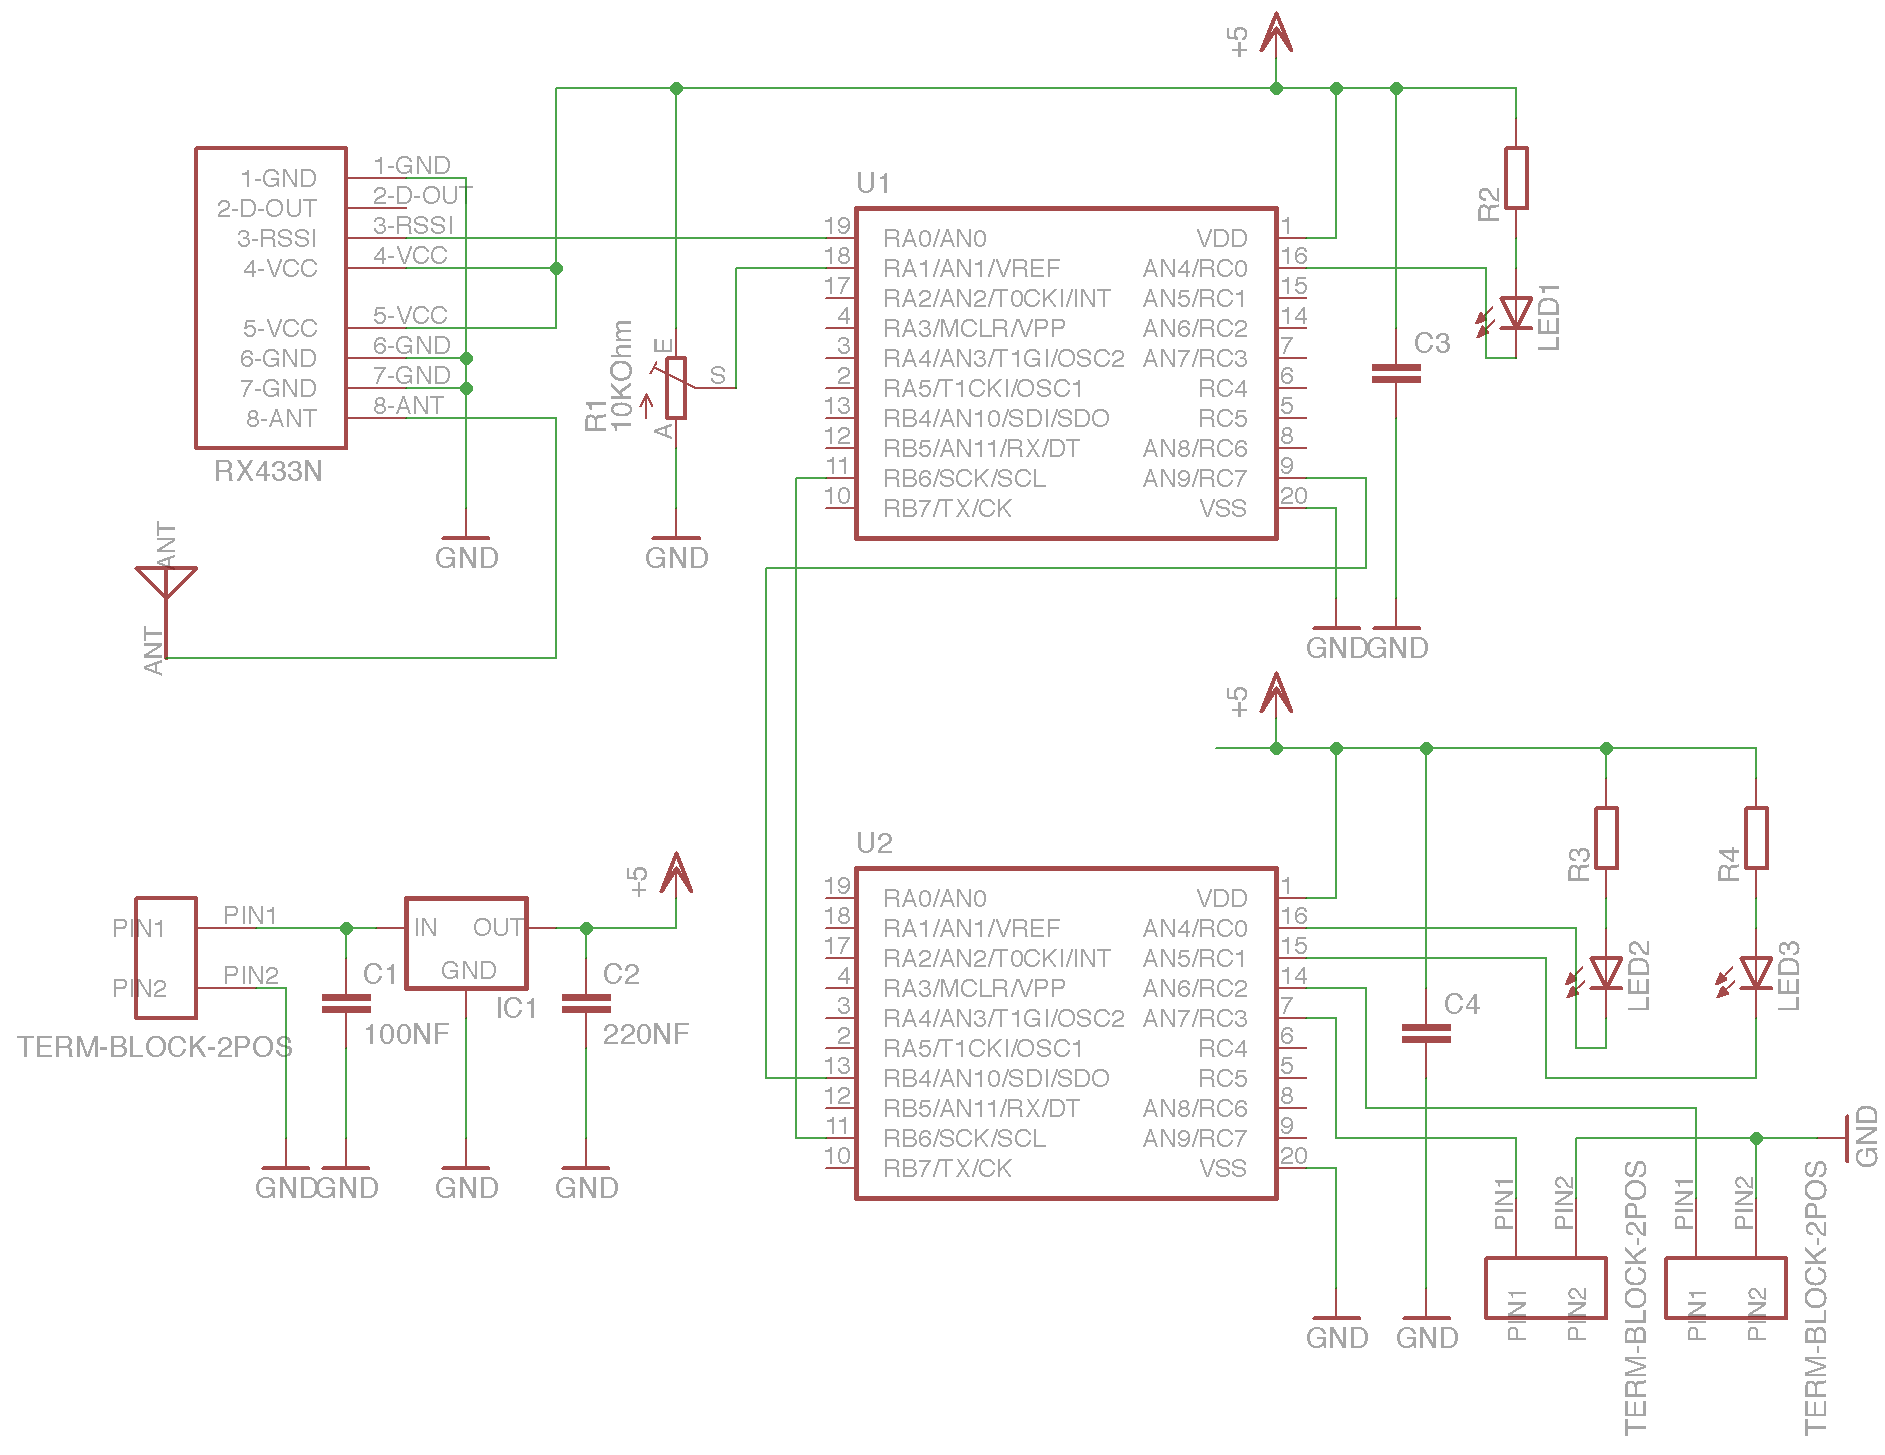 +5
1-GND
1-GND
2-D-OUT
2-D-OUT
3-RSSI
3-RSSI
4-VCC
4-VCC
5-VCC
5-VCC
6-GND
6-GND
7-GND
7-GND
8-ANT
8-ANT
RX433N
GND
ANT
ANT
R1
10KOhm
E
S
A
GND
U1
19 RA0/AN0
VDD 1
18 RA1/AN1/VREF
AN4/RC0 16
17 RA2/AN2/T0CKI/INT
AN5/RC1 15
4 RA3/MCLR/VPP
AN6/RC2 14
3 RA4/AN3/T1GI/OSC2
AN7/RC3 7
2 RA5/T1CKI/OSC1
RC4 6
13 RB4/AN10/SDI/SDO
RC5 5
12 RB5/AN11/RX/DT
AN8/RC6 8
11 RB6/SCK/SCL
AN9/RC7 9
10 RB7/TX/CK
VSS 20
R2
LED1
C3
GND
GND
+5
U2
19 RA0/AN0
VDD 1
18 RA1/AN1/VREF
AN4/RC0 16
17 RA2/AN2/T0CKI/INT
AN5/RC1 15
4 RA3/MCLR/VPP
AN6/RC2 14
3 RA4/AN3/T1GI/OSC2
AN7/RC3 7
2 RA5/T1CKI/OSC1
RC4 6
13 RB4/AN10/SDI/SDO
RC5 5
12 RB5/AN11/RX/DT
AN8/RC6 8
11 RB6/SCK/SCL
AN9/RC7 9
10 RB7/TX/CK
VSS 20
R3
R4
LED2
LED3
C4
GND
GND
GND
PIN1
PIN2
PIN1
PIN2
TERM-BLOCK-2POS
PIN1
PIN2
PIN1
PIN2
TERM-BLOCK-2POS
+5
PIN1
PIN1
PIN2
PIN2
TERM-BLOCK-2POS
IN
OUT
GND
IC1
C1
100NF
C2
220NF
GND
GND
GND
GND